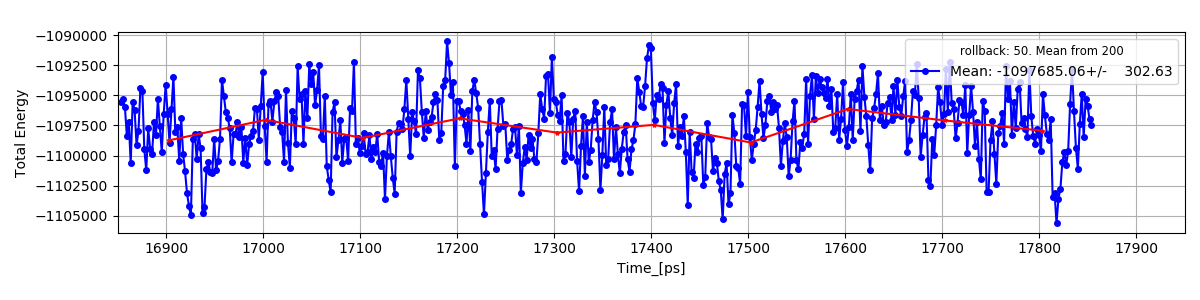 −1090000
−1092500
−1095000
−1097500
−1100000
−1102500
−1105000
Total Energy
rollback: 50. Mean from 200
Mean: -1097685.06+/-    302.63
16900 17000 17100 17200 17300 17400 17500 17600 17700 17800 17900
Time_[ps]